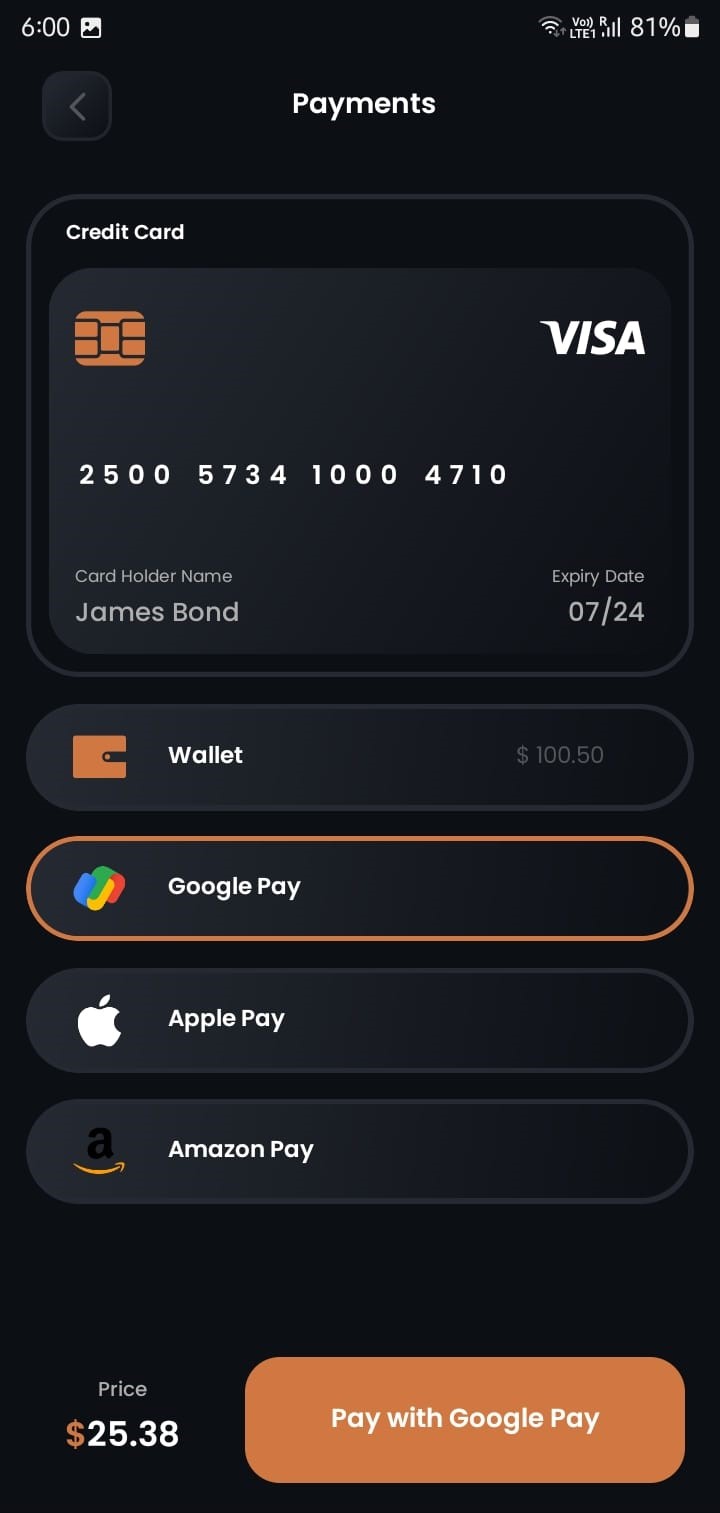 6:00 Vo)) R 81%
LTE1
Payments
Credit Card
VISA
2500 5734 1000 4710
Card Holder Name Expiry Date
James Bond 07/24
Wallet $ 100.50
Google Pay
Apple Pay
a Amazon Pay
Price
$25.38
Pay with Google Pay